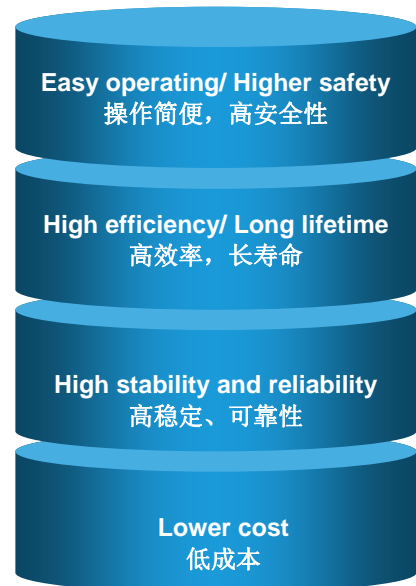 Easy operating/ Higher safety
操作简便，高安全性
High efficiency/ Long lifetime
高效率，长寿命
High stability and reliability
高稳定、可靠性
Lower cost
低成本